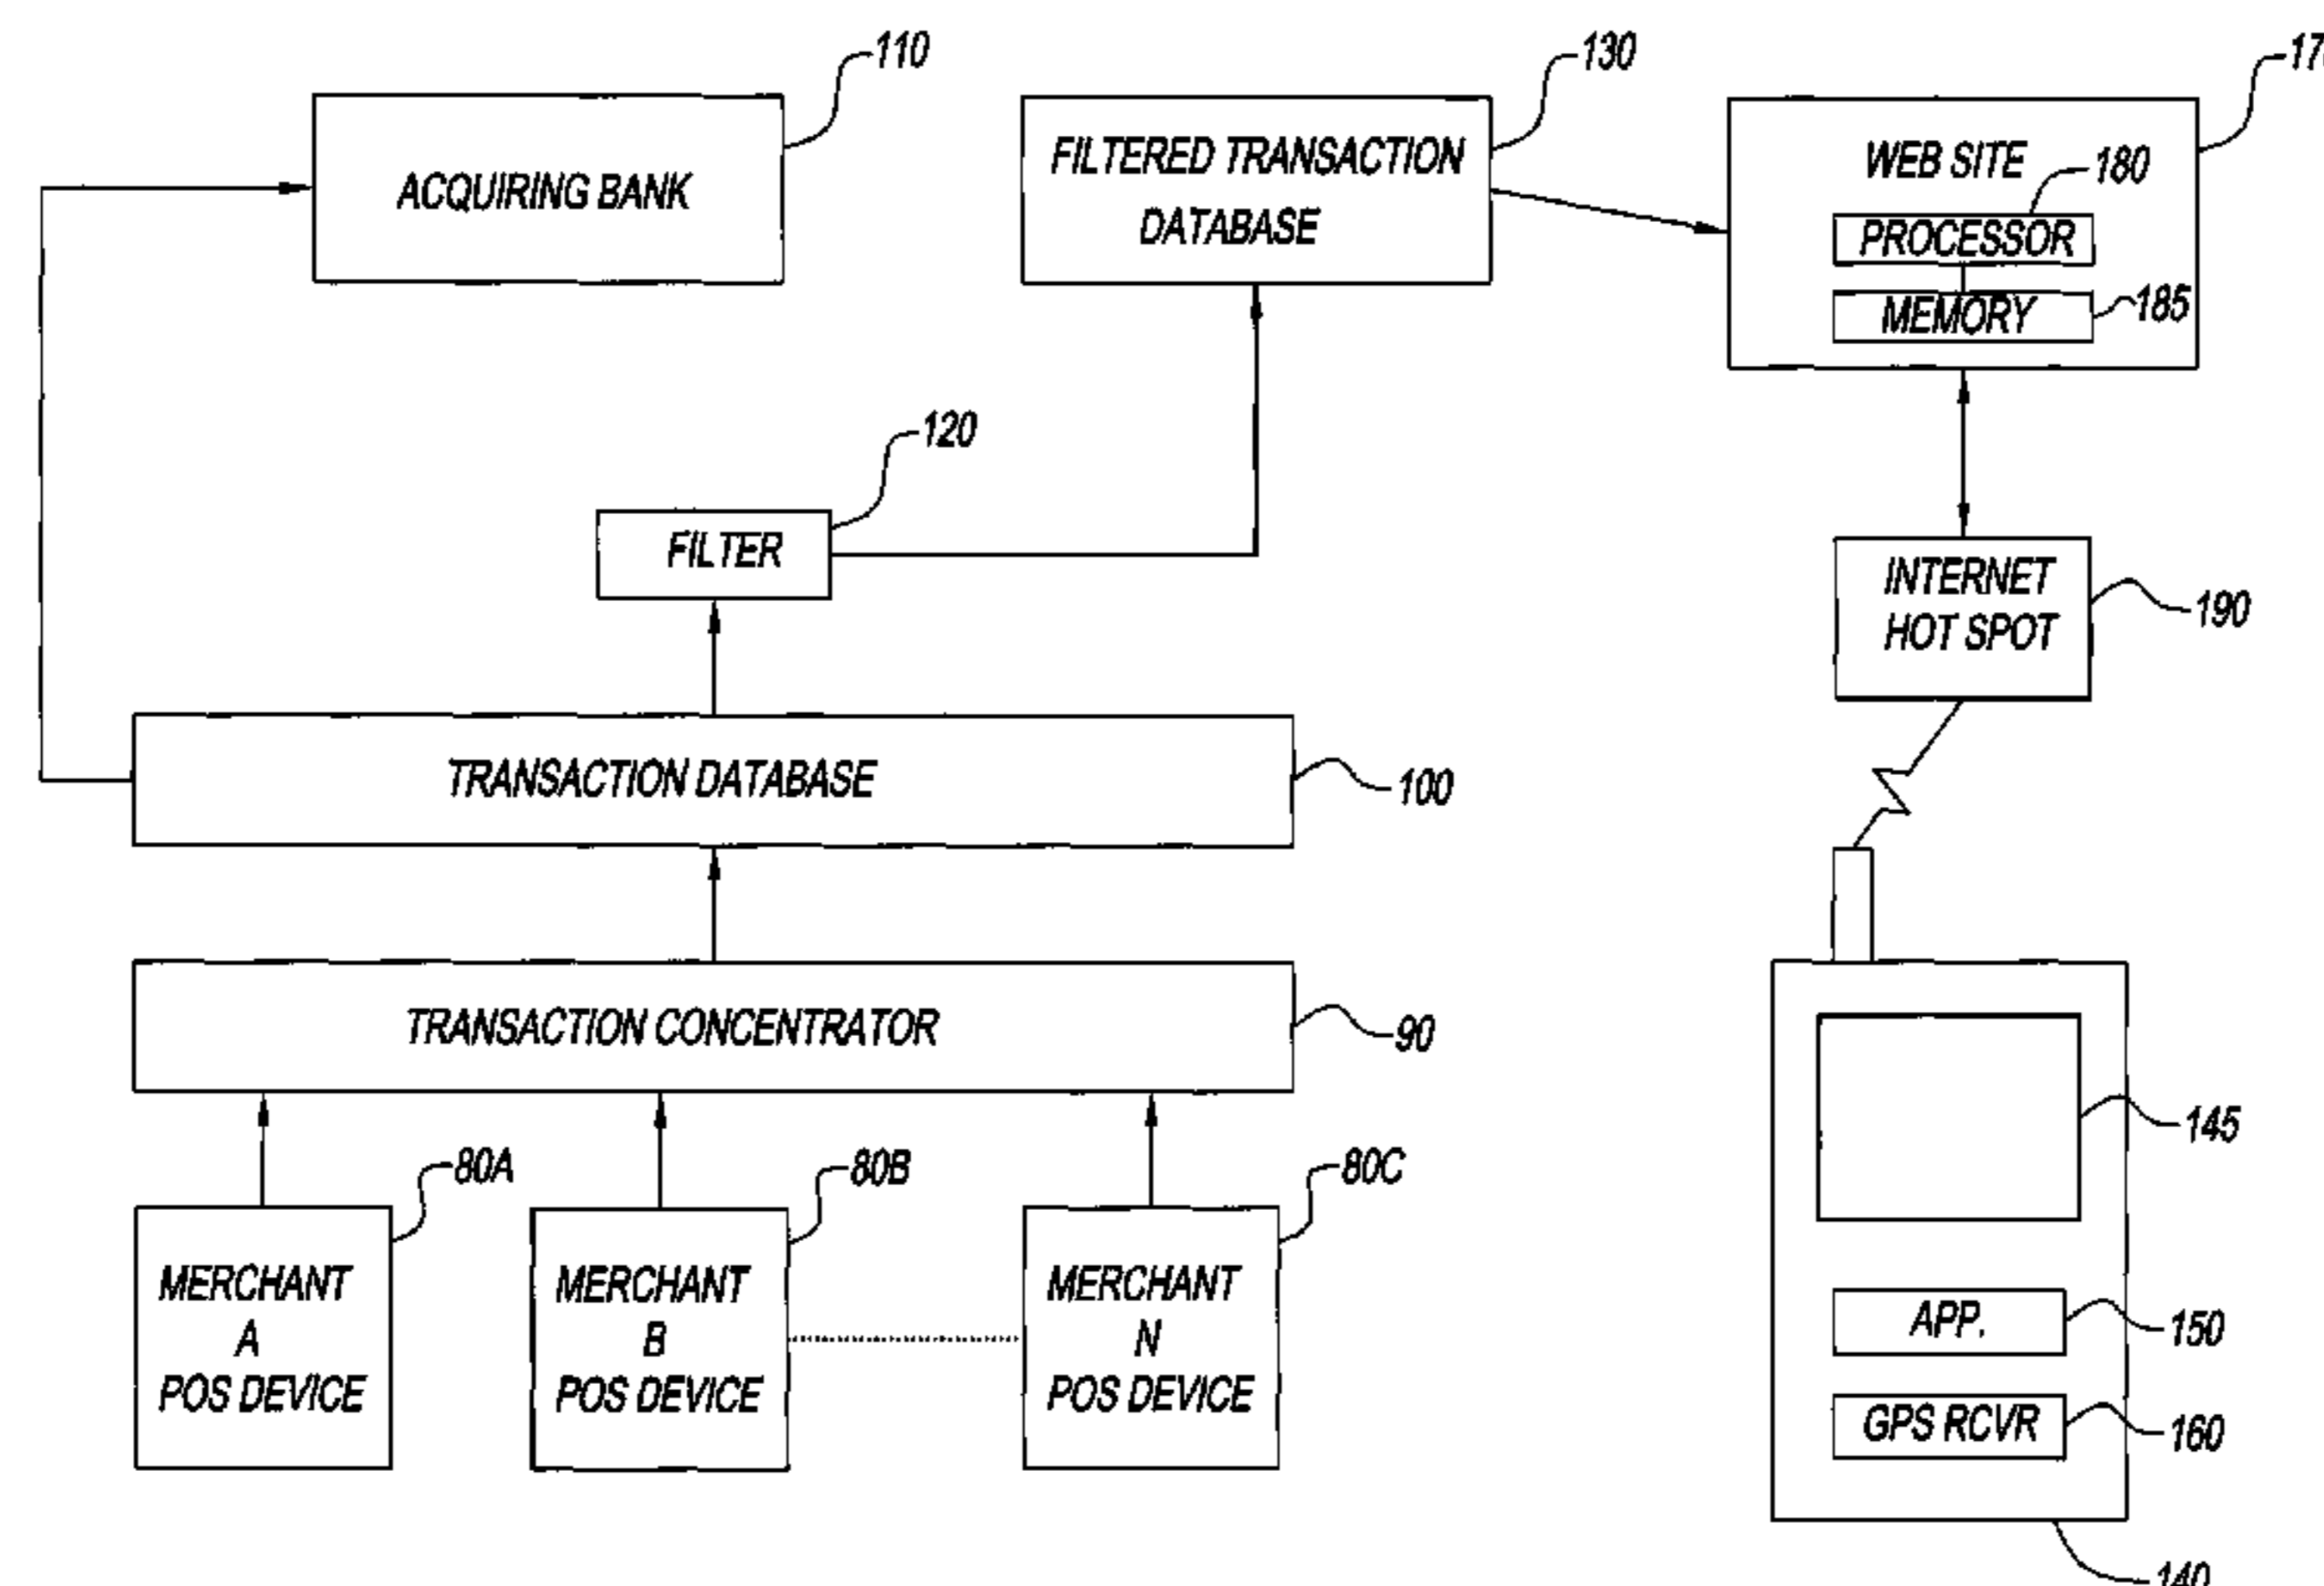 110
ACQUIRING BANK
130
FILTERED TRANSACTION
DATABASE
WEB SITE
180
PROCESSOR
MEMORY
185
120
FILTER
INTERNET
HOT SPOT
190
TRANSACTION DATABASE
100
TRANSACTION CONCENTRATOR
90
80A
MERCHANT
A
POS DEVICE
80B
MERCHANT
B
POS DEVICE
80C
MERCHANT
N
POS DEVICE
145
APP.
150
GPS RCVR
160
140